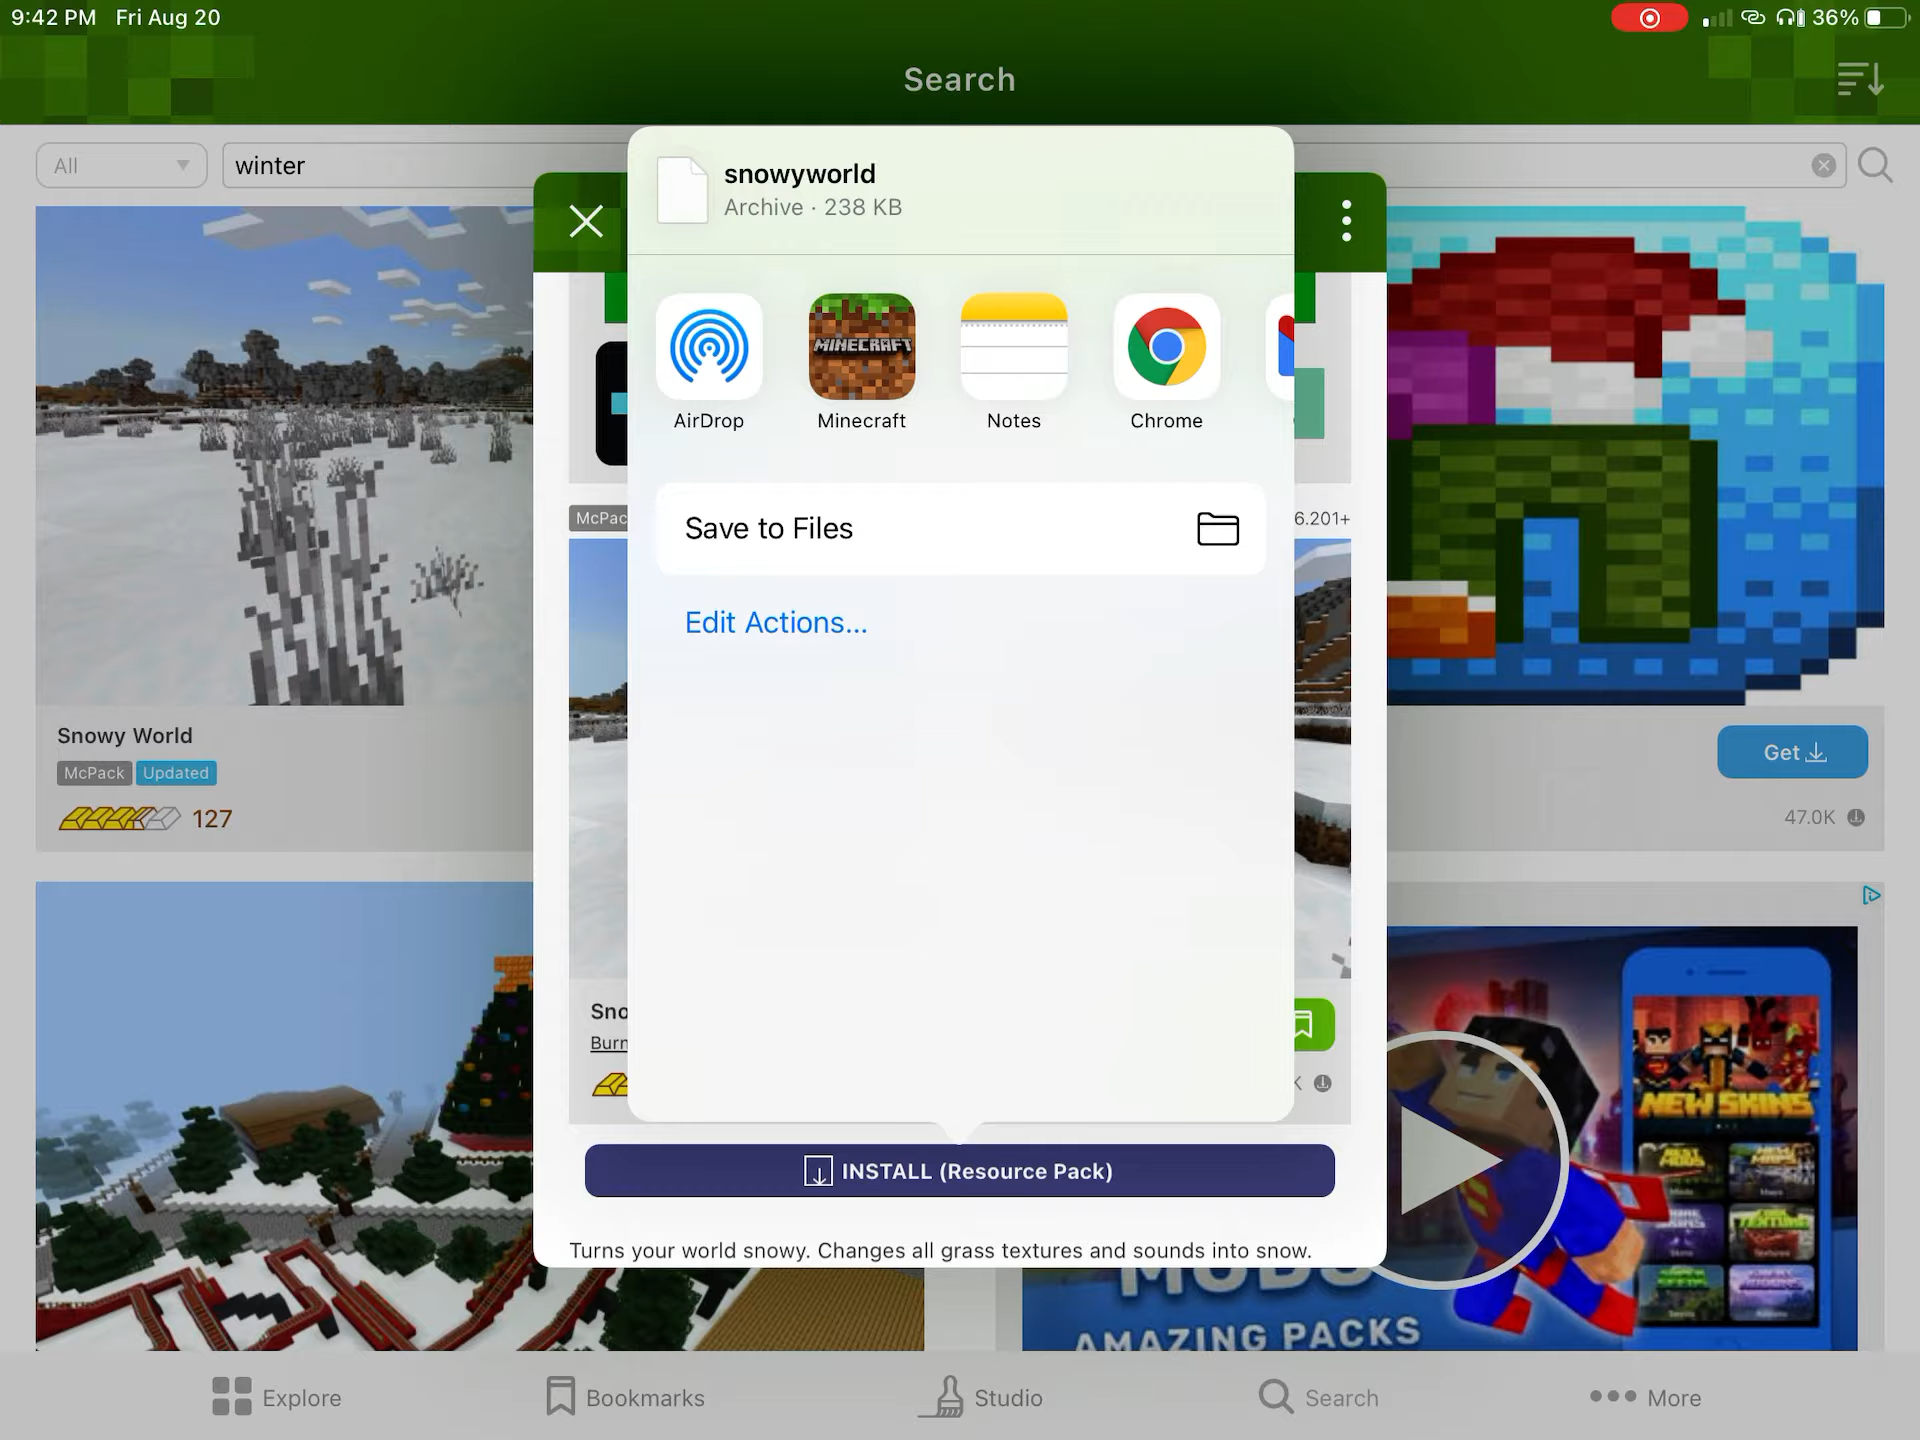 9:42 PM Fri Aug 20
36%
Search
All
winter
snowyworld
Archive · 238 KB
MINECRAFT
AirDrop
Minecraft
Notes
Chrome
McPac
6.201+
Save to Files
Edit Actions...
Snowy World
McPack Updated
127
Get
47.0K
Sno
Burn
K
INSTALL (Resource Pack)
Turns your world snowy. Changes all grass textures and sounds into snow.
NEW SKINS
MODS
AMAZING PACKS
Explore
Bookmarks
Studio
Search
More